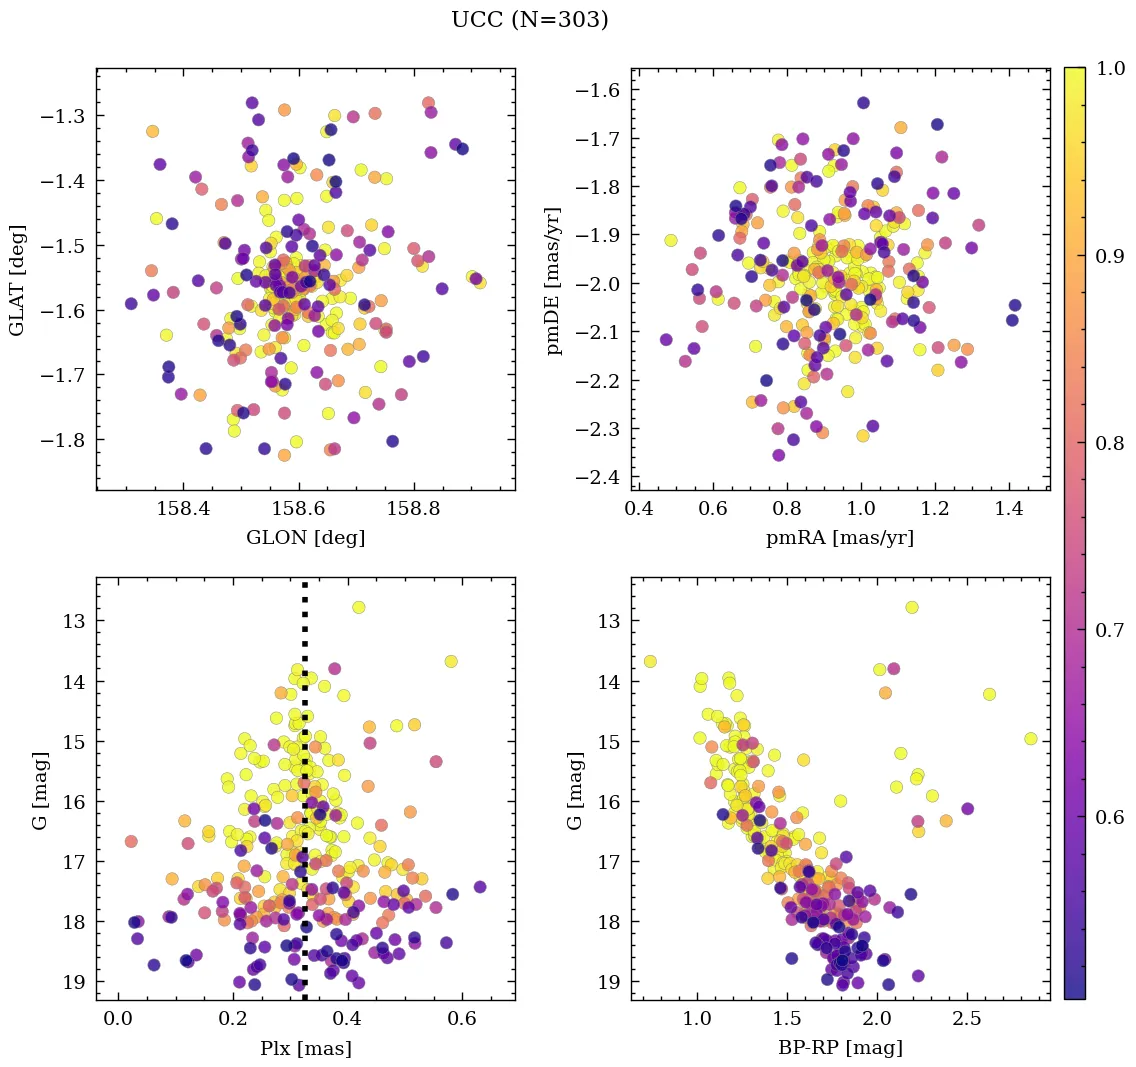 UCC (N=303)
−1.3
−1.4
−1.5
−1.6
−1.7
−1.8
GLAT [deg]
158.4 158.6 158.8
GLON [deg]
−1.6
−1.7
−1.8
−1.9
−2.0
−2.1
−2.2
−2.3
−2.4
pmDE [mas/yr]
0.4 0.6 0.8 1.0 1.2 1.4
pmRA [mas/yr]
13
14
15
16
17
18
19
G [mag]
0.0 0.2 0.4 0.6
Plx [mas]
13
14
15
16
17
18
19
G [mag]
1.0 1.5 2.0 2.5
BP-RP [mag]
1.0
0.9
0.8
0.7
0.6